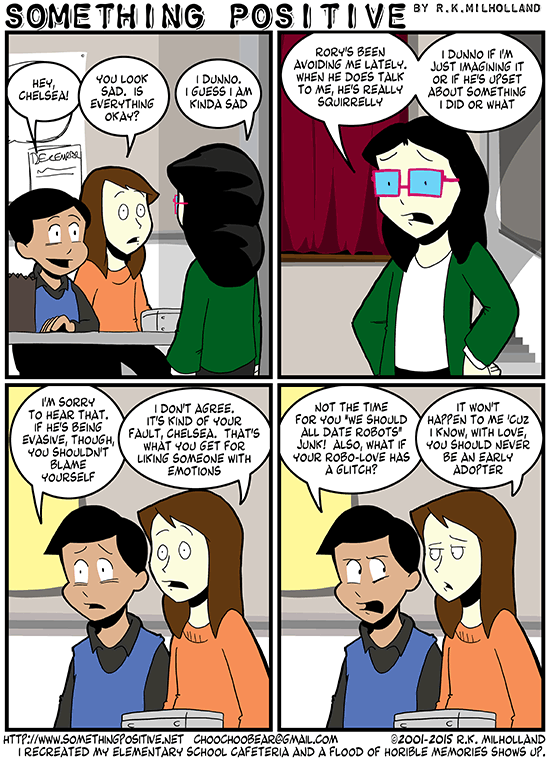 SOMETHING POSITIVE BY R.K.MILHOLLAND
HEY,
CHELSEA!
YOU LOOK
SAD. IS
EVERYTHING
OKAY?
I DUNNO.
I GUESS I AM
KINDA SAD
DECEMBER
RORY'S BEEN
AVOIDING ME LATELY.
WHEN HE DOES TALK
TO ME, HE'S REALLY
SQUIRRELLY
I DUNNO IF I'M
JUST IMAGINING IT
OR IF HE'S UPSET
ABOUT SOMETHING
I DID OR WHAT
I'M SORRY
TO HEAR THAT.
IF HE'S BEING
EVASIVE, THOUGH,
YOU SHOULDN'T
BLAME
YOURSELF
I DON'T AGREE.
IT'S KIND OF YOUR
FAULT, CHELSEA. THAT'S
WHAT YOU GET FOR
LIKING SOMEONE WITH
EMOTIONS
NOT THE TIME
FOR YOU "WE SHOULD
ALL DATE ROBOTS"
JUNK! ALSO, WHAT IF
YOUR ROBO-LOVE HAS
A GLITCH?
IT WON'T
HAPPEN TO ME 'CUZ
I KNOW, WITH LOVE,
YOU SHOULD NEVER
BE AN EARLY
ADOPTER
HTTP://WWW.SOMETHINGPOSITIVE.NET CHOOCHOOBEAR@GMAIL.COM ©2001-2015 R.K. MILHOLLAND
I RECREATED MY ELEMENTARY SCHOOL CAFETERIA AND A FLOOD OF HORIBLE MEMORIES SHOWS UP.